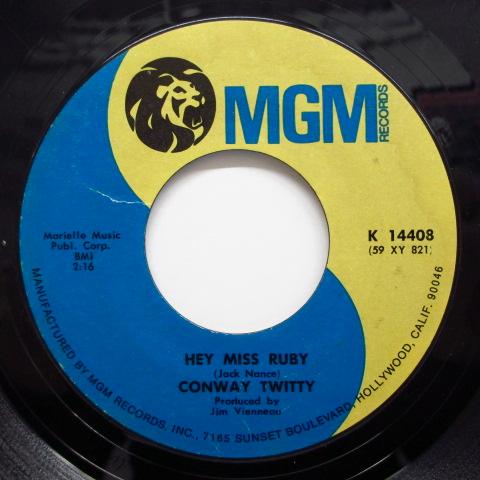 MGM
RECORDS
K 14408
(59 XY 821)
Marielle Music
Publ. Corp.
BMI
2:16
HEY MISS RUBY
(Jack Nance)
CONWAY TWITTY
Produced by
Jim Vienneau
MANUFACTURED BY MGM RECORDS, INC., 7165 SUNSET BOULEVARD, HOLLYWOOD, CALIF. 90046